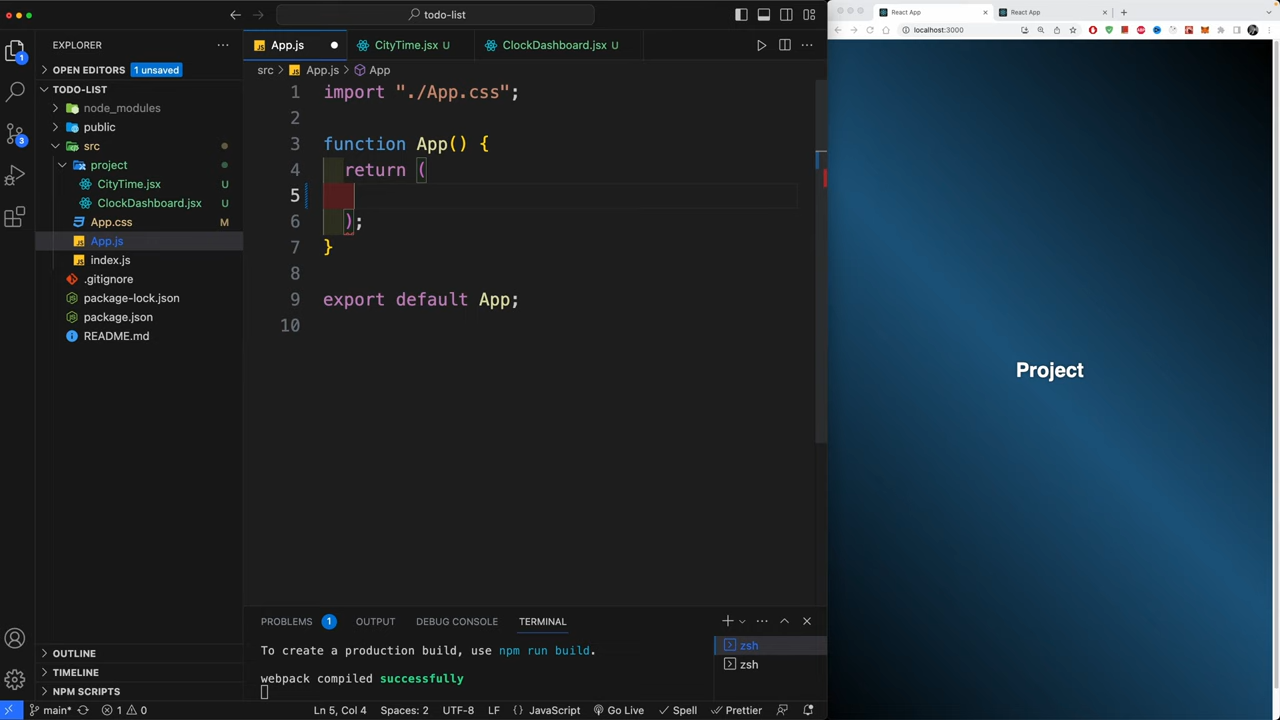 todo-list
EXPLORER
OPEN EDITORS 1 unsaved
TODO-LIST
node_modules
public
src
project
CityTime.jsx U
ClockDashboard.jsx U
App.css M
App.js
index.js
.gitignore
package-lock.json
package.json
README.md
OUTLINE
TIMELINE
NPM SCRIPTS
1
3
App.js
CityTime.jsx U
ClockDashboard.jsx U
src App.js App
1 import "./App.css";
2
3 function App() {
4 return (
5
6 );
7 }
8
9 export default App;
10
PROBLEMS 1 OUTPUT DEBUG CONSOLE TERMINAL
To create a production build, use npm run build.
webpack compiled successfully
zsh
zsh
main* 1 0 Ln 5, Col 4 Spaces: 2 UTF-8 LF {} JavaScript Go Live Spell Prettier
React App
React App
localhost:3000
Project